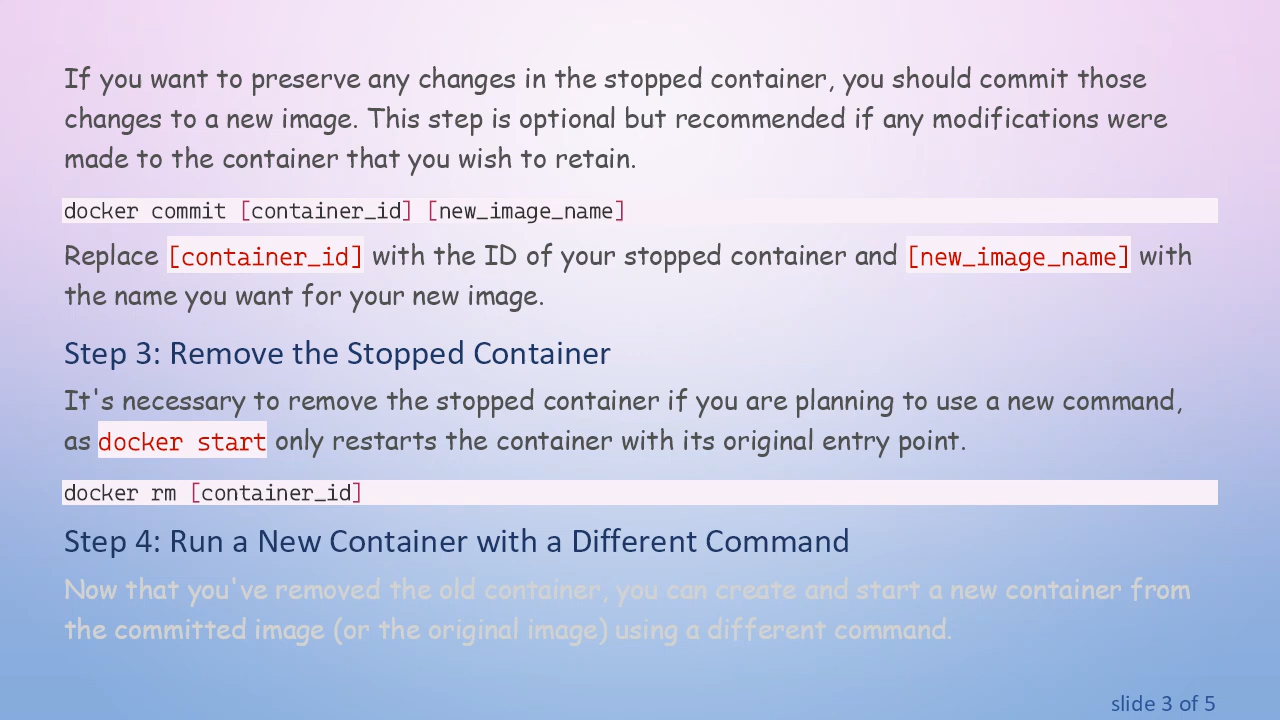 If you want to preserve any changes in the stopped container, you should commit those
changes to a new image. This step is optional but recommended if any modifications were
made to the container that you wish to retain.
docker commit [container_id] [new_image_name]
Replace [container_id] with the ID of your stopped container and [new_image_name] with
the name you want for your new image.
Step 3: Remove the Stopped Container
It's necessary to remove the stopped container if you are planning to use a new command,
as docker start only restarts the container with its original entry point.
docker rm [container_id]
Step 4: Run a New Container with a Different Command
Now that you've removed the old container, you can create and start a new container from
the committed image (or the original image) using a different command.
slide 3 of 5